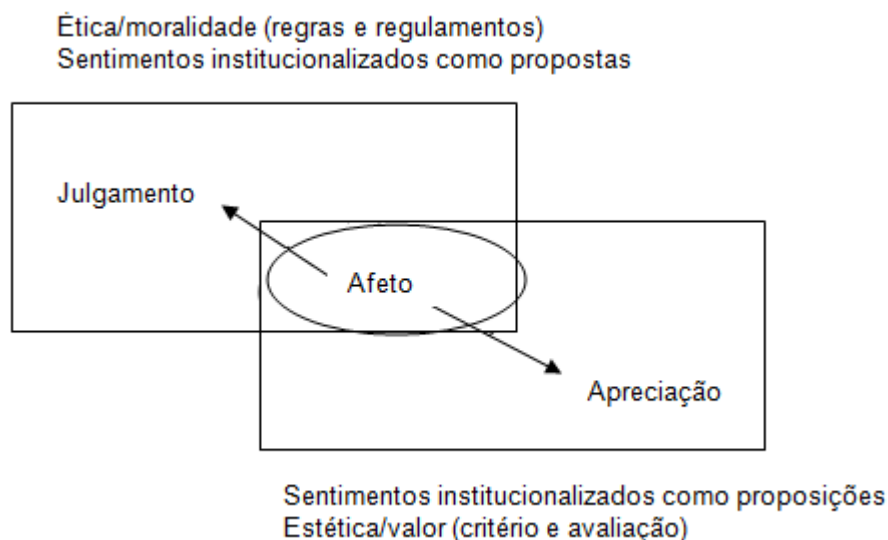 Ética/moralidade (regras e regulamentos)
Sentimentos institucionalizados como propostas
Julgamento
Afeto
Apreciação
Sentimentos institucionalizados como proposições
Estética/valor (critério e avaliação)